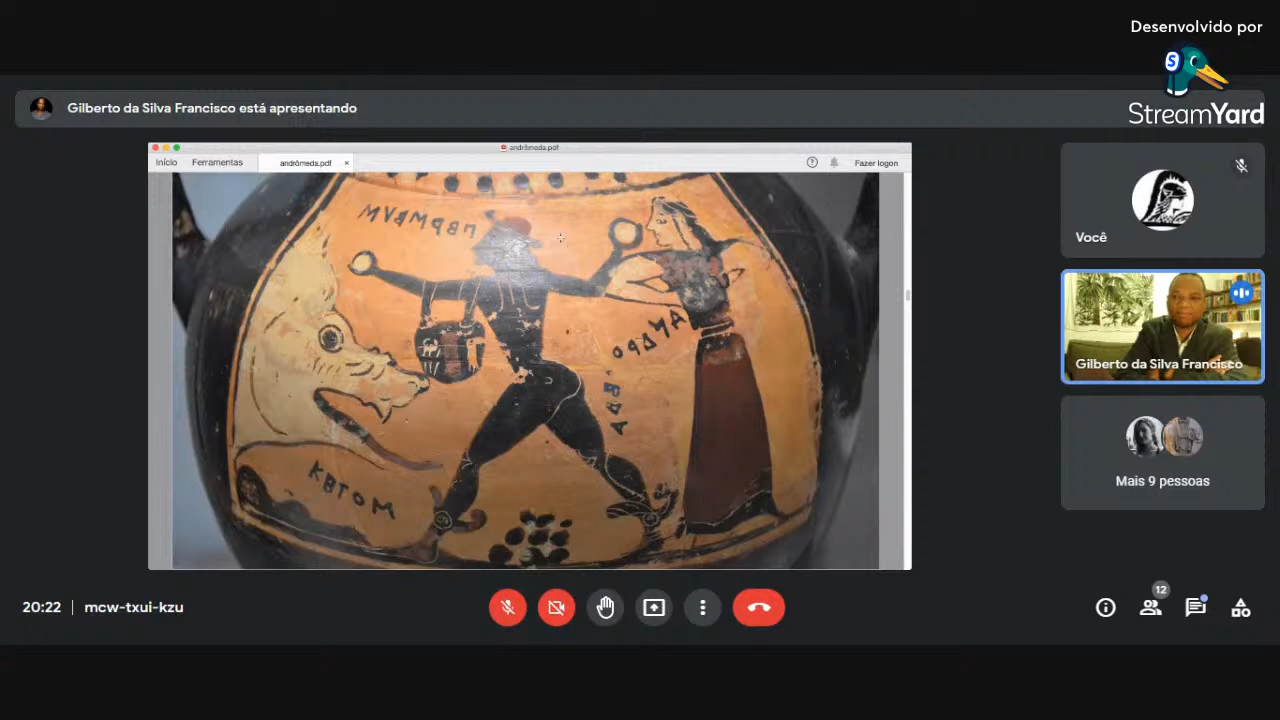 Desenvolvido por
StreamYard
Gilberto da Silva Francisco está apresentando
andrômeda.pdf
Início Ferramentas andrômeda.pdf × Fazer logon
ΚΒΤΟΜ
Você
Gilberto da Silva Francisco
Mais 9 pessoas
20:22 | mcw-txui-kzu
12